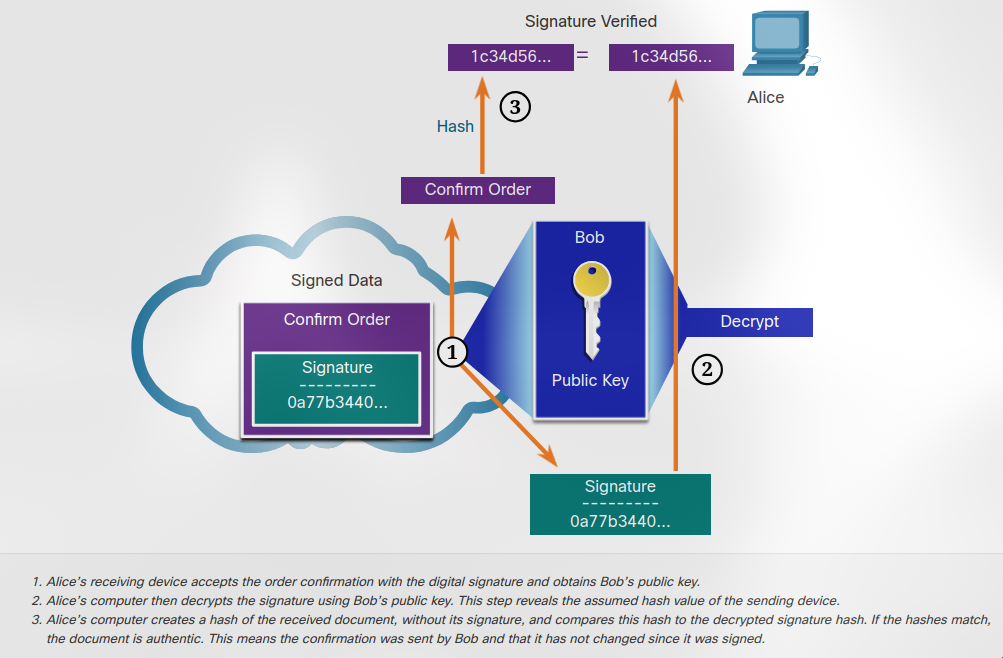 Signature Verified
1c34d56...
=
1c34d56...
Alice
3
Hash
Confirm Order
Bob
Signed Data
Confirm Order
Decrypt
1
Signature
---------
0a77b3440...
2
Public Key
Signature
---------
0a77b3440...
1. Alice's receiving device accepts the order confirmation with the digital signature and obtains Bob's public key.
2. Alice's computer then decrypts the signature using Bob's public key. This step reveals the assumed hash value of the sending device.
3. Alice's computer creates a hash of the received document, without its signature, and compares this hash to the decrypted signature hash. If the hashes match,
the document is authentic. This means the confirmation was sent by Bob and that it has not changed since it was signed.